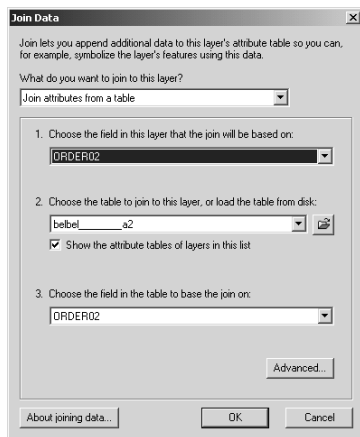 Join Data
Join lets you append additional data to this layer's attribute table so you can,
for example, symbolize the layer's features using this data.
What do you want to join to this layer?
Join attributes from a table
1. Choose the field in this layer that the join will be based on:
ORDER02
2. Choose the table to join to this layer, or load the table from disk:
belbel______a2
Show the attribute tables of layers in this list
3. Choose the field in the table to base the join on:
ORDER02
Advanced...
About joining data... OK Cancel